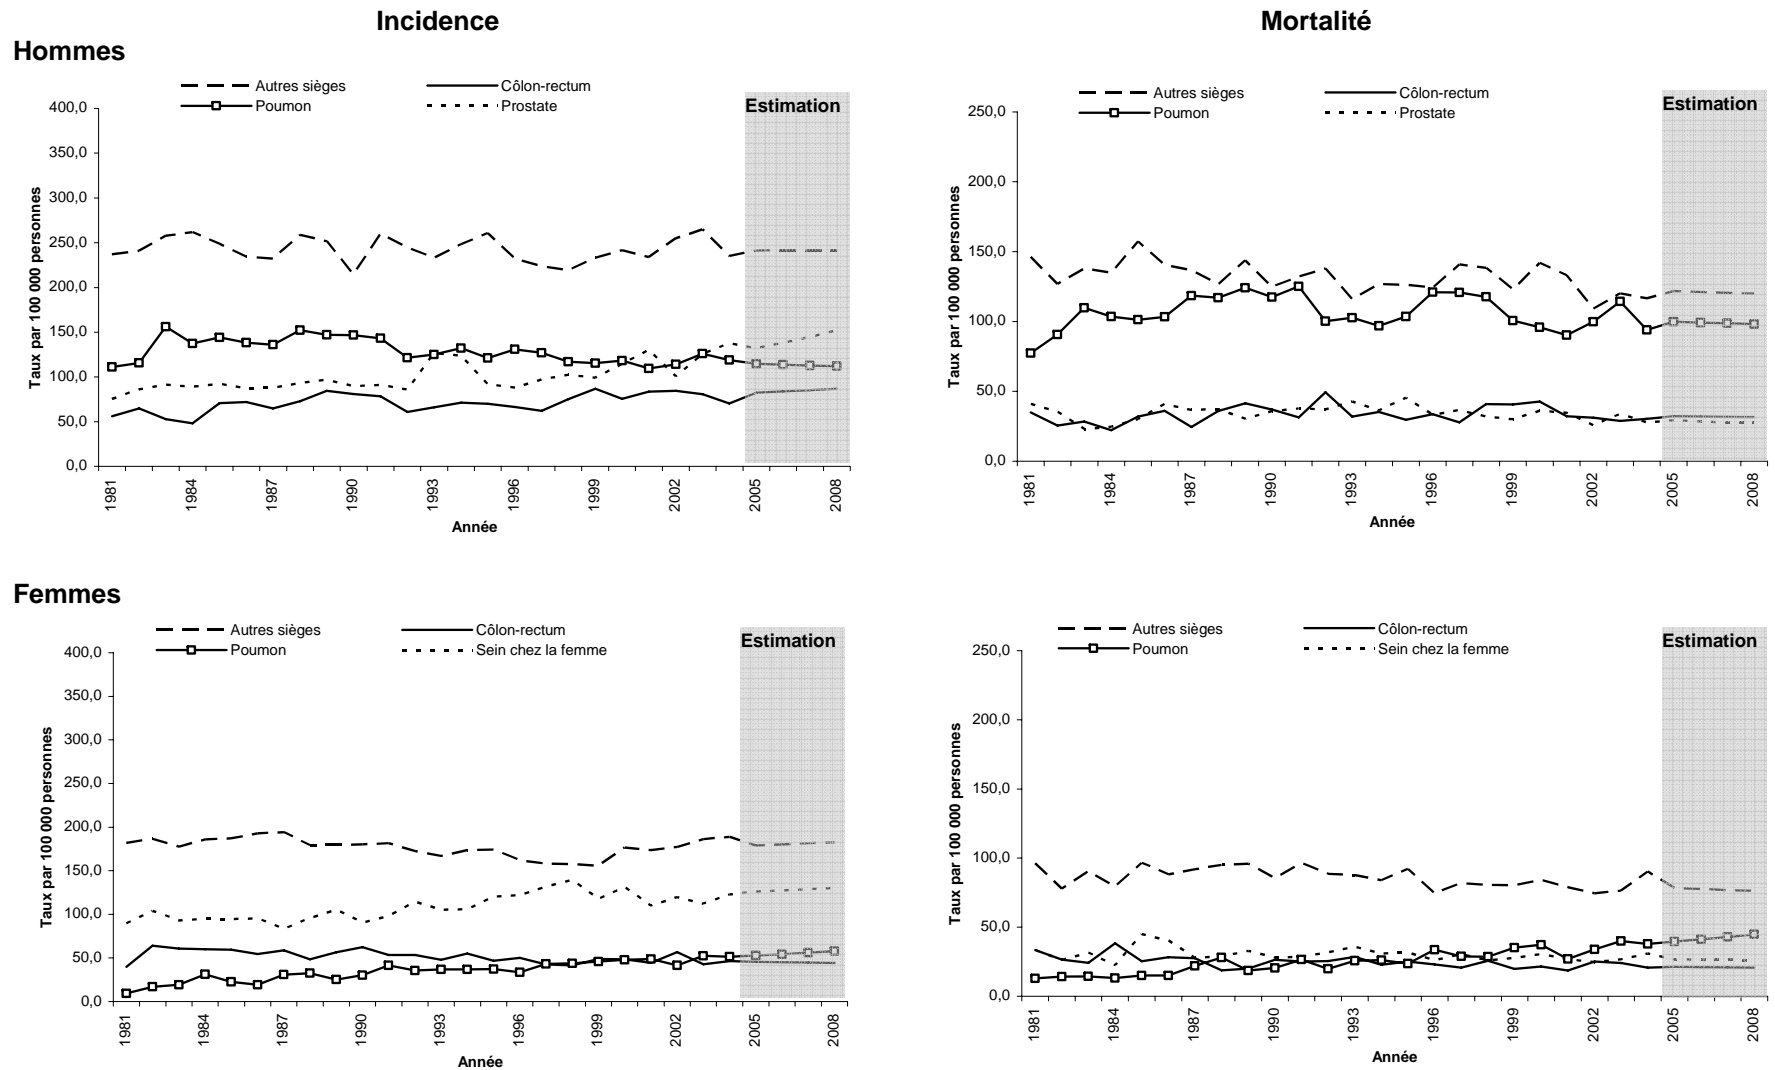 Incidence
Mortalité
Hommes
Autres sièges
Côlon-rectum
Poumon
Prostate
Estimation
400,0
350,0
300,0
250,0
200,0
150,0
100,0
50,0
0,0
Taux par 100 000 personnes
1981
1984
1987
1990
1993
1996
1999
2002
2005
2008
Année
Autres sièges
Côlon-rectum
Poumon
Prostate
Estimation
250,0
200,0
150,0
100,0
50,0
0,0
Taux par 100 000 personnes
1981
1984
1987
1990
1993
1996
1999
2002
2005
2008
Année
Femmes
Autres sièges
Côlon-rectum
Poumon
Sein chez la femme
Estimation
400,0
350,0
300,0
250,0
200,0
150,0
100,0
50,0
0,0
Taux par 100 000 personnes
1981
1984
1987
1990
1993
1996
1999
2002
2005
2008
Année
Autres sièges
Côlon-rectum
Poumon
Sein chez la femme
Estimation
250,0
200,0
150,0
100,0
50,0
0,0
Taux par 100 000 personnes
1981
1984
1987
1990
1993
1996
1999
2002
2005
2008
Année